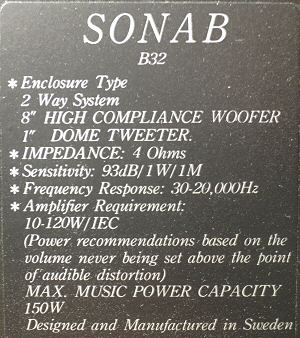 SONAB
B32
* Enclosure Type
2 Way System
8" HIGH COMPLIANCE WOOFER
1" DOME TWEETER.
* IMPEDANCE: 4 Ohms
* Sensitivity: 93dB/1W/1M
* Frequency Response: 30-20,000Hz
* Amplifier Requirement:
10-120W/IEC
(Power recommendations based on the
volume never being set above the point
of audible distortion)
MAX. MUSIC POWER CAPACITY
150W
Designed and Manufactured in Sweden